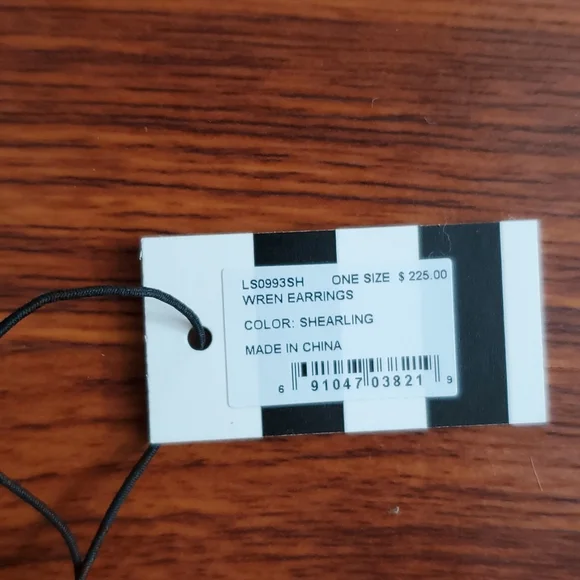 LS0993SH ONE SIZE $ 225.00
WREN EARRINGS
COLOR: SHEARLING
MADE IN CHINA
6 91047 03821 9